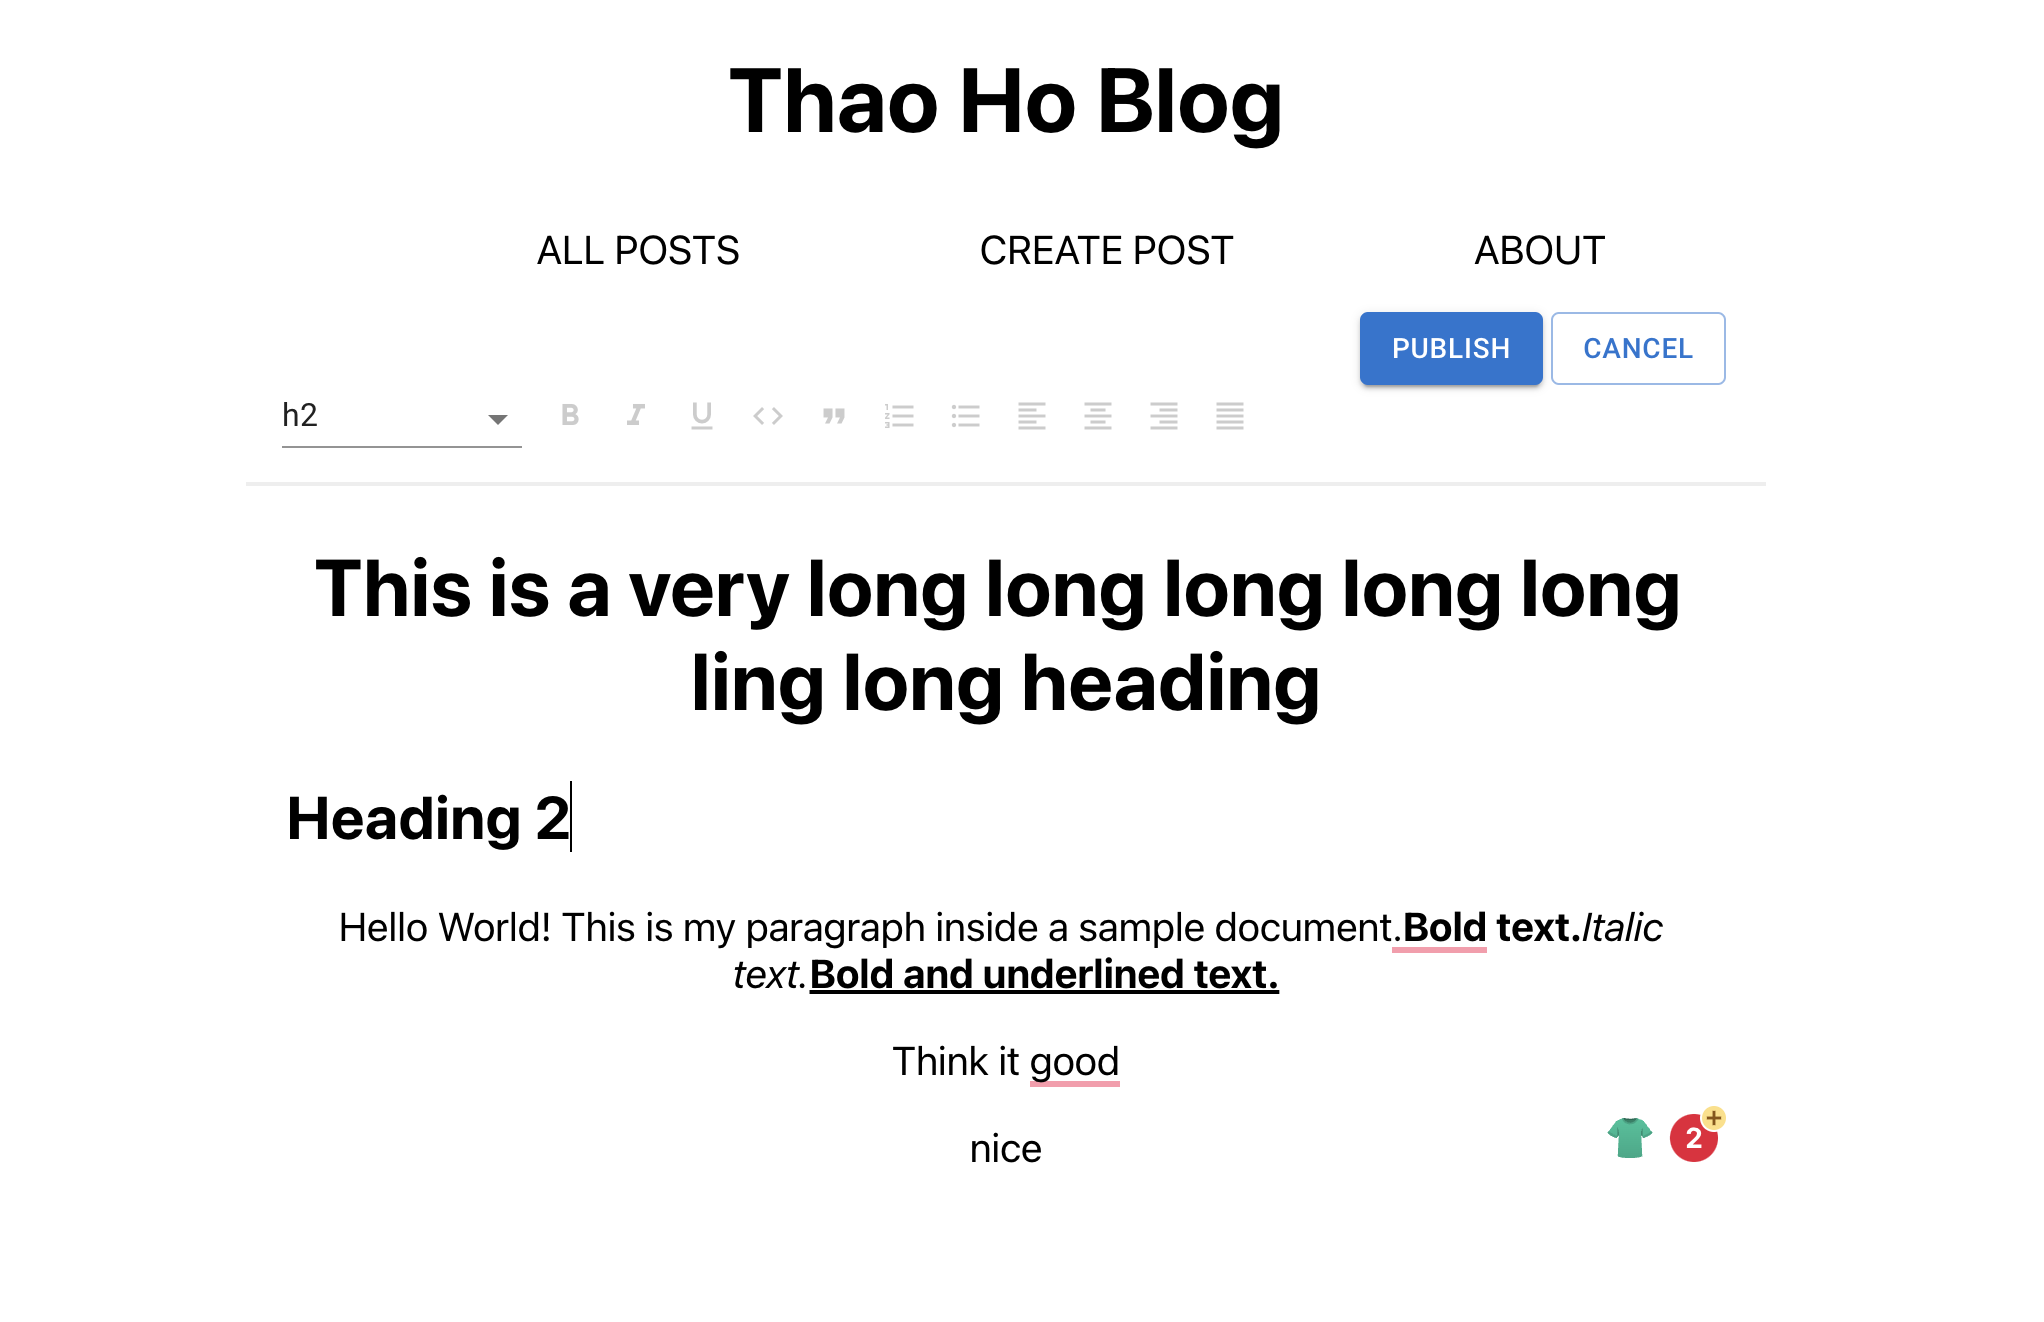 Thao Ho Blog
ALL POSTS CREATE POST ABOUT
PUBLISH CANCEL
h2
This is a very long long long long long
ling long heading
Heading 2
Hello World! This is my paragraph inside a sample document.Bold text.Italic
text.Bold and underlined text.
Think it good
nice
2